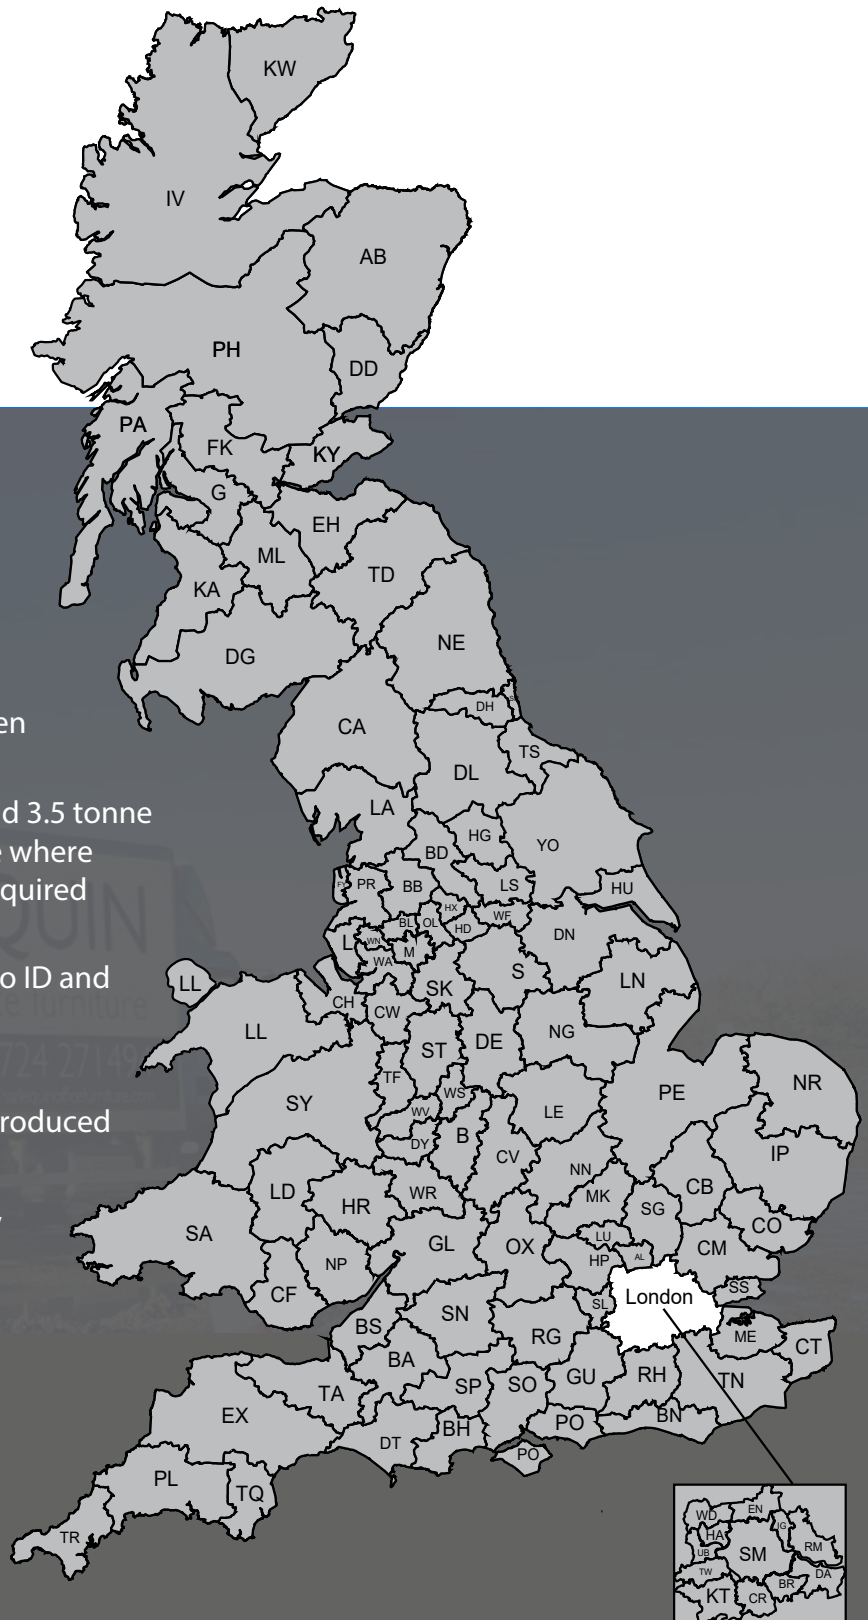 KW
IV
AB
PH
DD
PA
FK
KY
G
EH
ML
TD
KA
NE
DG
DH
en
CA
TS
DL
d 3.5 tonne
LA
HG
YO
e where
BD
quired
PR
BB
LS
HU
HX
BL
OL
WF
HD
QUIN
L
WN
M
DN
WA
S
LN
o ID and
LL
SK
CH
e furniture
CW
LL
NG
DE
ST
724 27149
TF
NR
PE
WS
SY
WV
LE
roduced
B
DY
IP
CV
NN
LD
WR
CB
MK
HR
SG
SA
CO
LU
GL
OX
CM
AL
HP
NP
SS
CF
London
SL
SN
BS
RG
ME
CT
BA
GU
RH
TN
TA
SP
SO
EX
BN
PO
BH
DT
PO
PL
TQ
TR
EN
WD
IG
HA
RM
UB
SM
TW
DA
BR
KT
CR